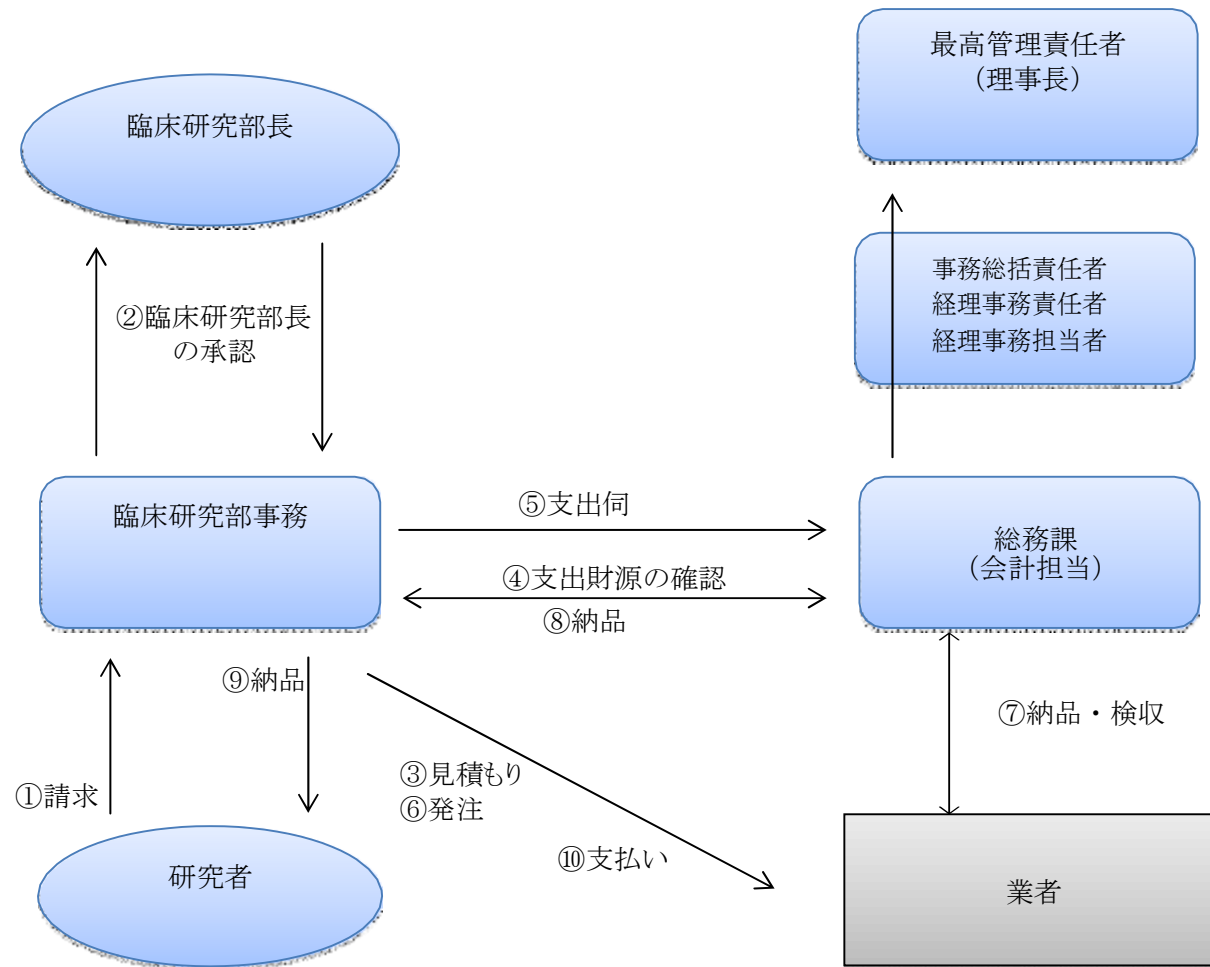 最高管理責任者
（理事長）
臨床研究部長
事務総括責任者
経理事務責任者
経理事務担当者
②臨床研究部長
の承認
臨床研究部事務
⑤支出伺
総務課
（会計担当）
④支出財源の確認
⑧納品
⑨納品
⑦納品・検収
①請求
③見積もり
⑥発注
⑩支払い
研究者
業者